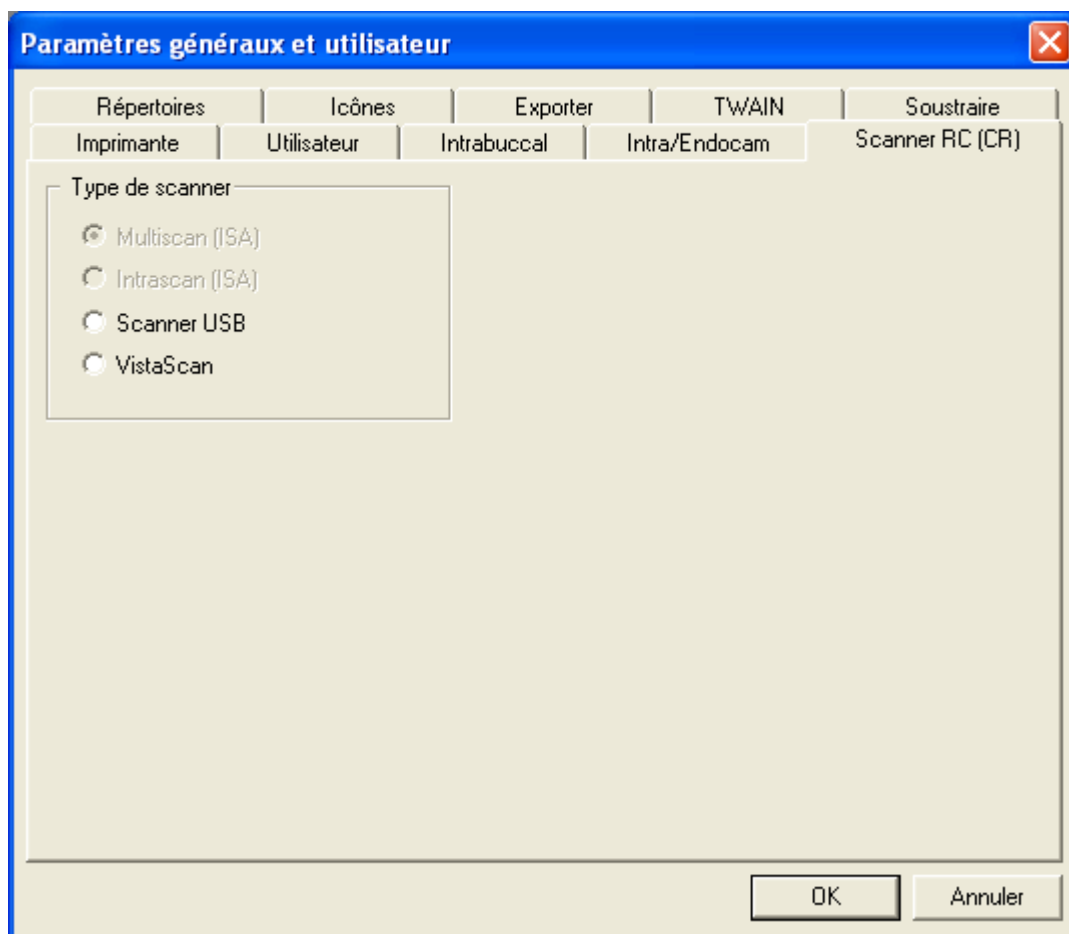 Paramètres généraux et utilisateur
Répertoires Icônes Exporter TWAIN Soustraire
Imprimante Utilisateur Intrabuccal Intra/Endocam Scanner RC (CR)
Type de scanner
Multiscan (ISA)
Intrascan (ISA)
Scanner USB
VistaScan
OK Annuler